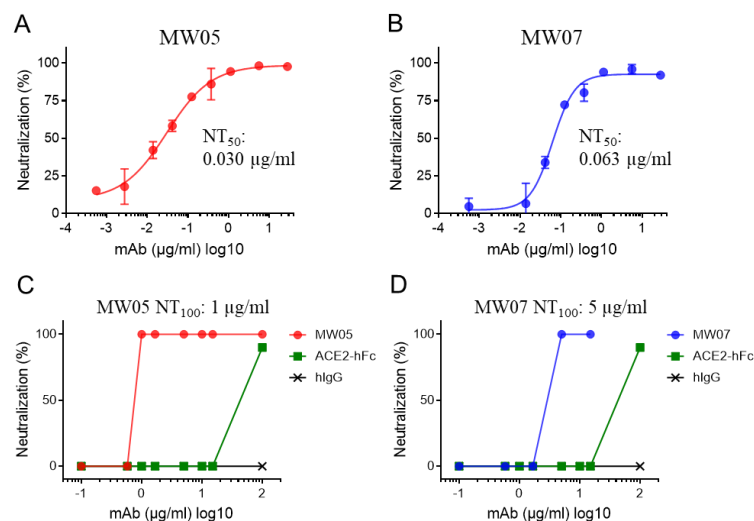 A
MW05
Neutralization (%)
100
75
50
25
0
NT50:
0.030 μg/ml
-4 -3 -2 -1 0 1 2
mAb (μg/ml) log10
B
MW07
Neutralization (%)
100
75
50
25
0
NT50:
0.063 μg/ml
-4 -3 -2 -1 0 1 2
mAb (μg/ml) log10
C
MW05 NT100: 1 μg/ml
Neutralization (%)
100
50
0
MW05
ACE2-hFc
hIgG
-1 0 1 2
mAb (μg/ml) log10
D
MW07 NT100: 5 μg/ml
Neutralization (%)
100
50
0
MW07
ACE2-hFc
hIgG
-1 0 1 2
mAb (μg/ml) log10